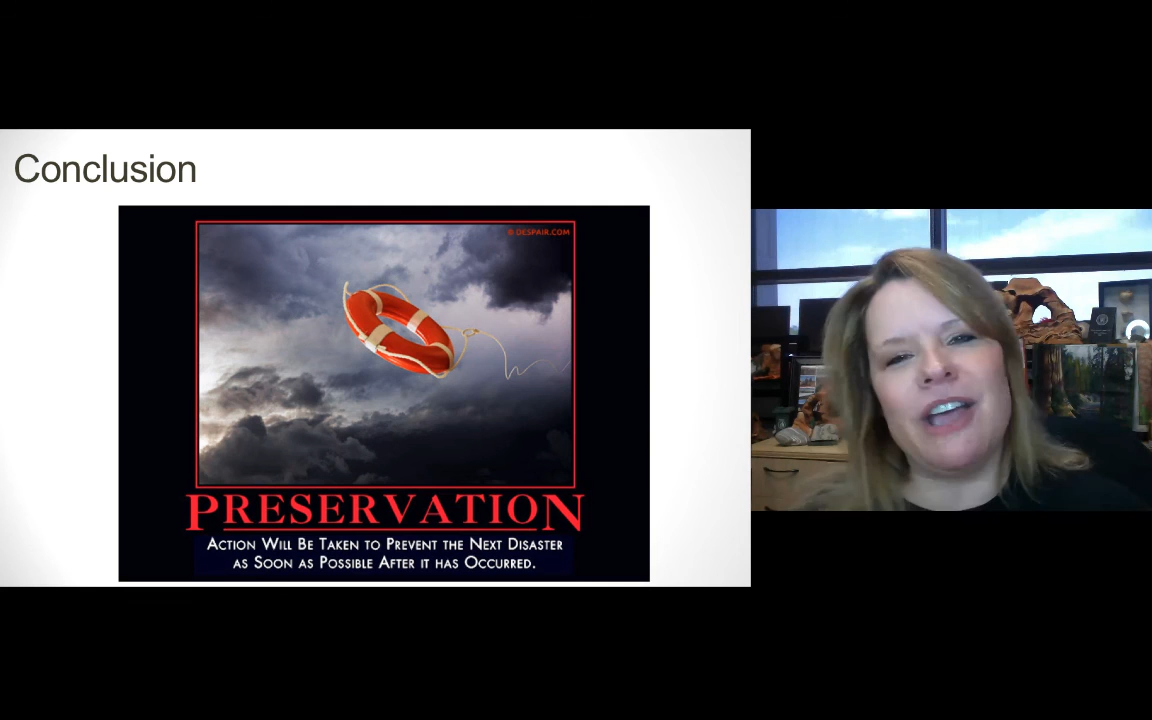 Conclusion
© DESPAIR.COM
PRESERVATION
ACTION WILL BE TAKEN TO PREVENT THE NEXT DISASTER
AS SOON AS POSSIBLE AFTER IT HAS OCCURRED.